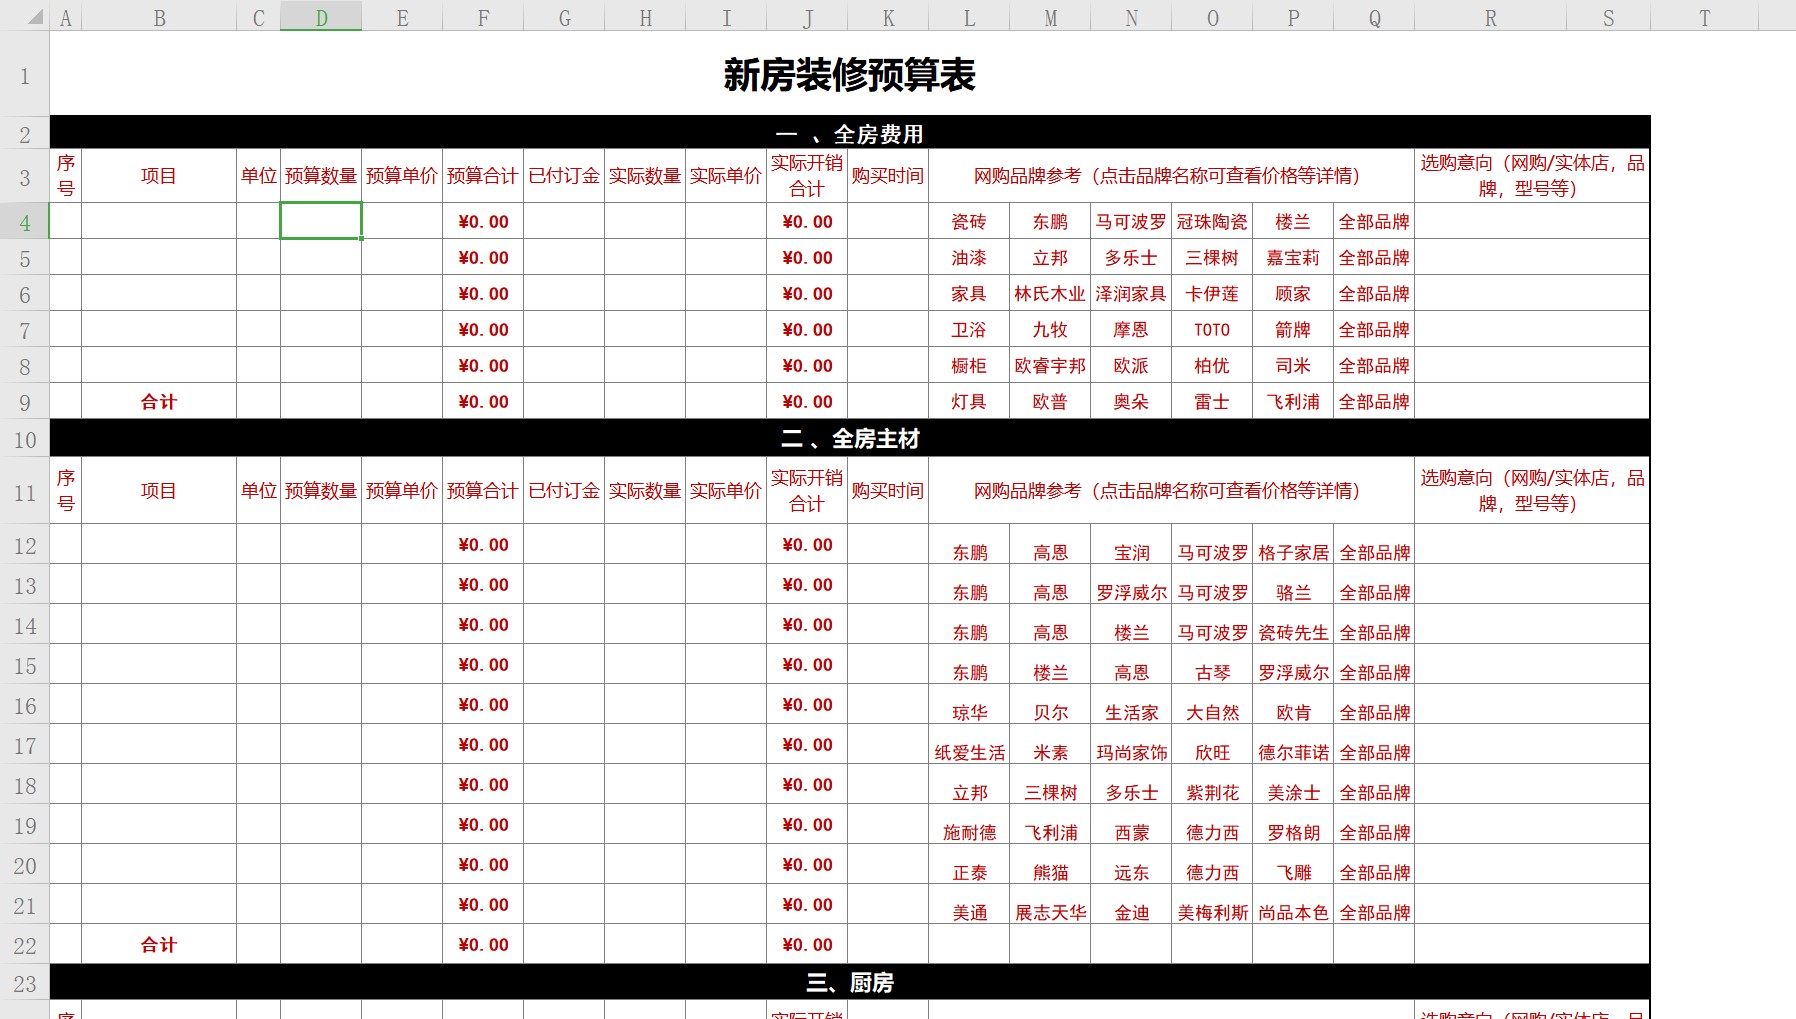 A B C D E F G H I J K L M N O P Q R S T
1 新房装修预算表
2 一 、全房费用
3 序号 项目 单位 预算数量 预算单价 预算合计 已付订金 实际数量 实际单价 实际开销合计 购买时间 网购品牌参考（点击品牌名称可查看价格等详情） 选购意向（网购/实体店，品牌，型号等）
4 ¥0.00 ¥0.00 瓷砖 东鹏 马可波罗 冠珠陶瓷 楼兰 全部品牌
5 ¥0.00 ¥0.00 油漆 立邦 多乐士 三棵树 嘉宝莉 全部品牌
6 ¥0.00 ¥0.00 家具 林氏木业 泽润家具 卡伊莲 顾家 全部品牌
7 ¥0.00 ¥0.00 卫浴 九牧 摩恩 TOTO 箭牌 全部品牌
8 ¥0.00 ¥0.00 橱柜 欧睿宇邦 欧派 柏优 司米 全部品牌
9 合计 ¥0.00 ¥0.00 灯具 欧普 奥朵 雷士 飞利浦 全部品牌
10 二 、全房主材
11 序号 项目 单位 预算数量 预算单价 预算合计 已付订金 实际数量 实际单价 实际开销合计 购买时间 网购品牌参考（点击品牌名称可查看价格等详情） 选购意向（网购/实体店，品牌，型号等）
12 ¥0.00 ¥0.00 东鹏 高恩 宝润 马可波罗 格子家居 全部品牌
13 ¥0.00 ¥0.00 东鹏 高恩 罗浮威尔 马可波罗 骆兰 全部品牌
14 ¥0.00 ¥0.00 东鹏 高恩 楼兰 马可波罗 瓷砖先生 全部品牌
15 ¥0.00 ¥0.00 东鹏 楼兰 高恩 古琴 罗浮威尔 全部品牌
16 ¥0.00 ¥0.00 琼华 贝尔 生活家 大自然 欧肯 全部品牌
17 ¥0.00 ¥0.00 纸爱生活 米素 玛尚家饰 欣旺 德尔菲诺 全部品牌
18 ¥0.00 ¥0.00 立邦 三棵树 多乐士 紫荆花 美涂士 全部品牌
19 ¥0.00 ¥0.00 施耐德 飞利浦 西蒙 德力西 罗格朗 全部品牌
20 ¥0.00 ¥0.00 正泰 熊猫 远东 德力西 飞雕 全部品牌
21 ¥0.00 ¥0.00 美通 展志天华 金迪 美梅利斯 尚品本色 全部品牌
22 合计 ¥0.00 ¥0.00
23 三、厨房
序 实际开销 选购意向（网购/实体店，品